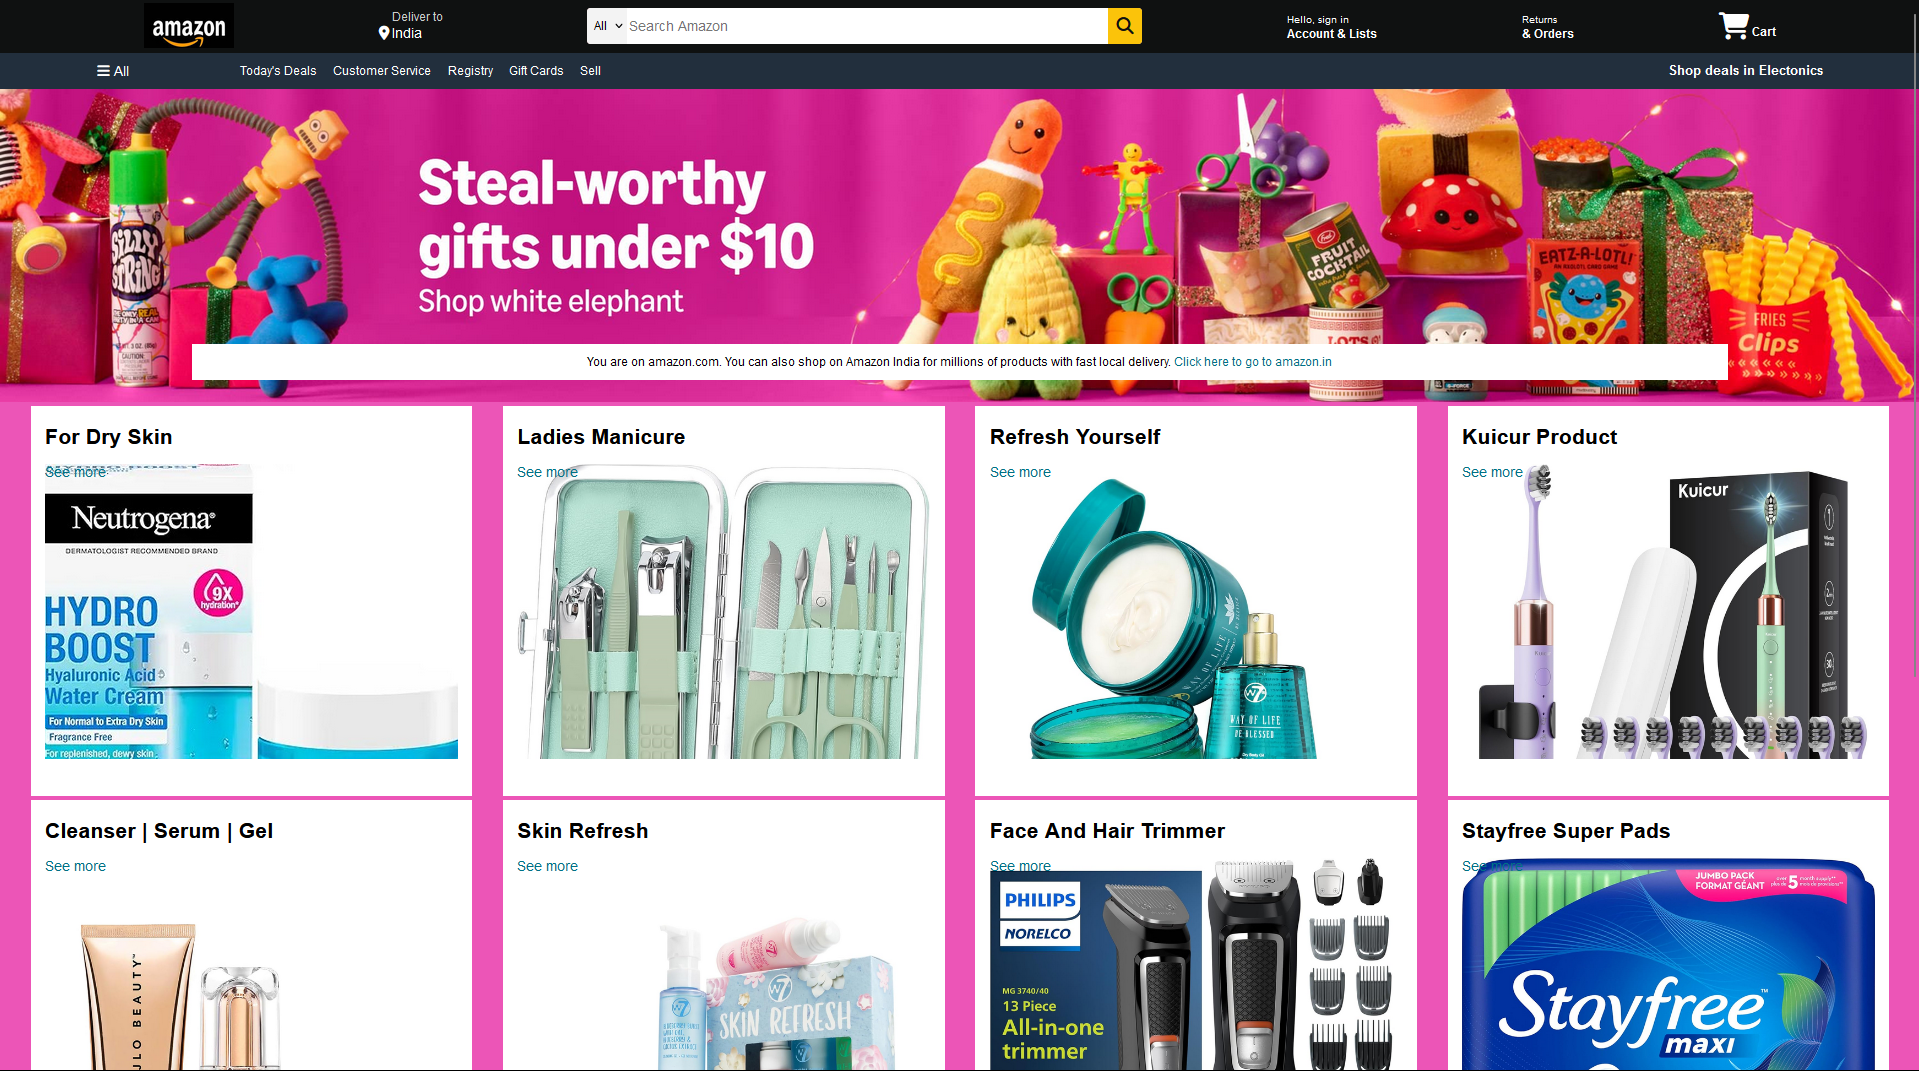 amazon
Deliver to
India
All
Search Amazon
Hello, sign in
Account & Lists
Returns
& Orders
Cart
All
Today's Deals
Customer Service
Registry
Gift Cards
Sell
Shop deals in Electonics
Steal-worthy
gifts under $10
Shop white elephant
SILLY
STRING
FRUIT
COCKTAIL
EATZ-A-LOTL!
FRIES
Clips
You are on amazon.com. You can also shop on Amazon India for millions of products with fast local delivery. Click here to go to amazon.in
For Dry Skin
See more
Neutrogena®
DERMATOLOGIST RECOMMENDED BRAND
9X
hydration*
HYDRO
BOOST
Hyaluronic Acid
Water Cream
For Normal to Extra Dry Skin
Fragrance Free
For replenished, dewy skin
Ladies Manicure
See more
Refresh Yourself
See more
WAY OF LIFE
W7
WAY OF LIFE
BE BLESSED
Dry Body Oil
Kuicur Product
See more
Kuicur
Cleanser | Serum | Gel
See more
ULO BEAUTY
Skin Refresh
See more
W7
SKIN REFRESH
Face And Hair Trimmer
See more
PHILIPS
NORELCO
MG 3740/40
13 Piece
All-in-one
trimmer
Stayfree Super Pads
See more
JUMBO PACK
FORMAT GÉANT
5
Stayfree™
maxi